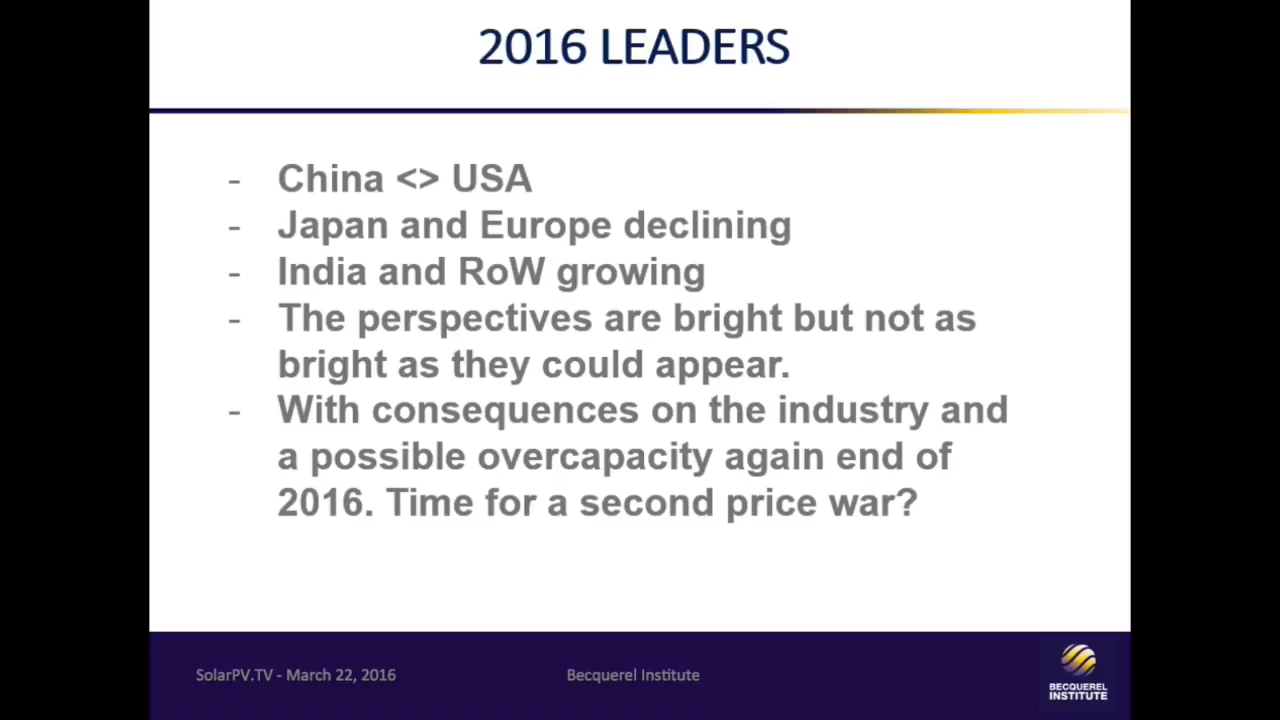 2016 LEADERS
- China <> USA
- Japan and Europe declining
- India and RoW growing
- The perspectives are bright but not as
bright as they could appear.
- With consequences on the industry and
a possible overcapacity again end of
2016. Time for a second price war?
SolarPV.TV - March 22, 2016
Becquerel Institute
BECQUEREL
INSTITUTE